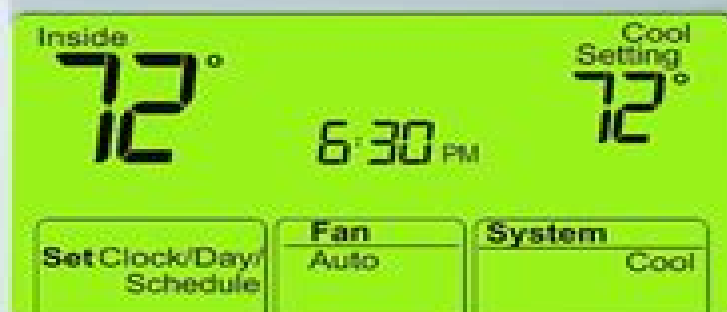 Inside
Cool
Setting
72°
72°
6:30 PM
Set Clock/Day/
Schedule
Fan
Auto
System
Cool